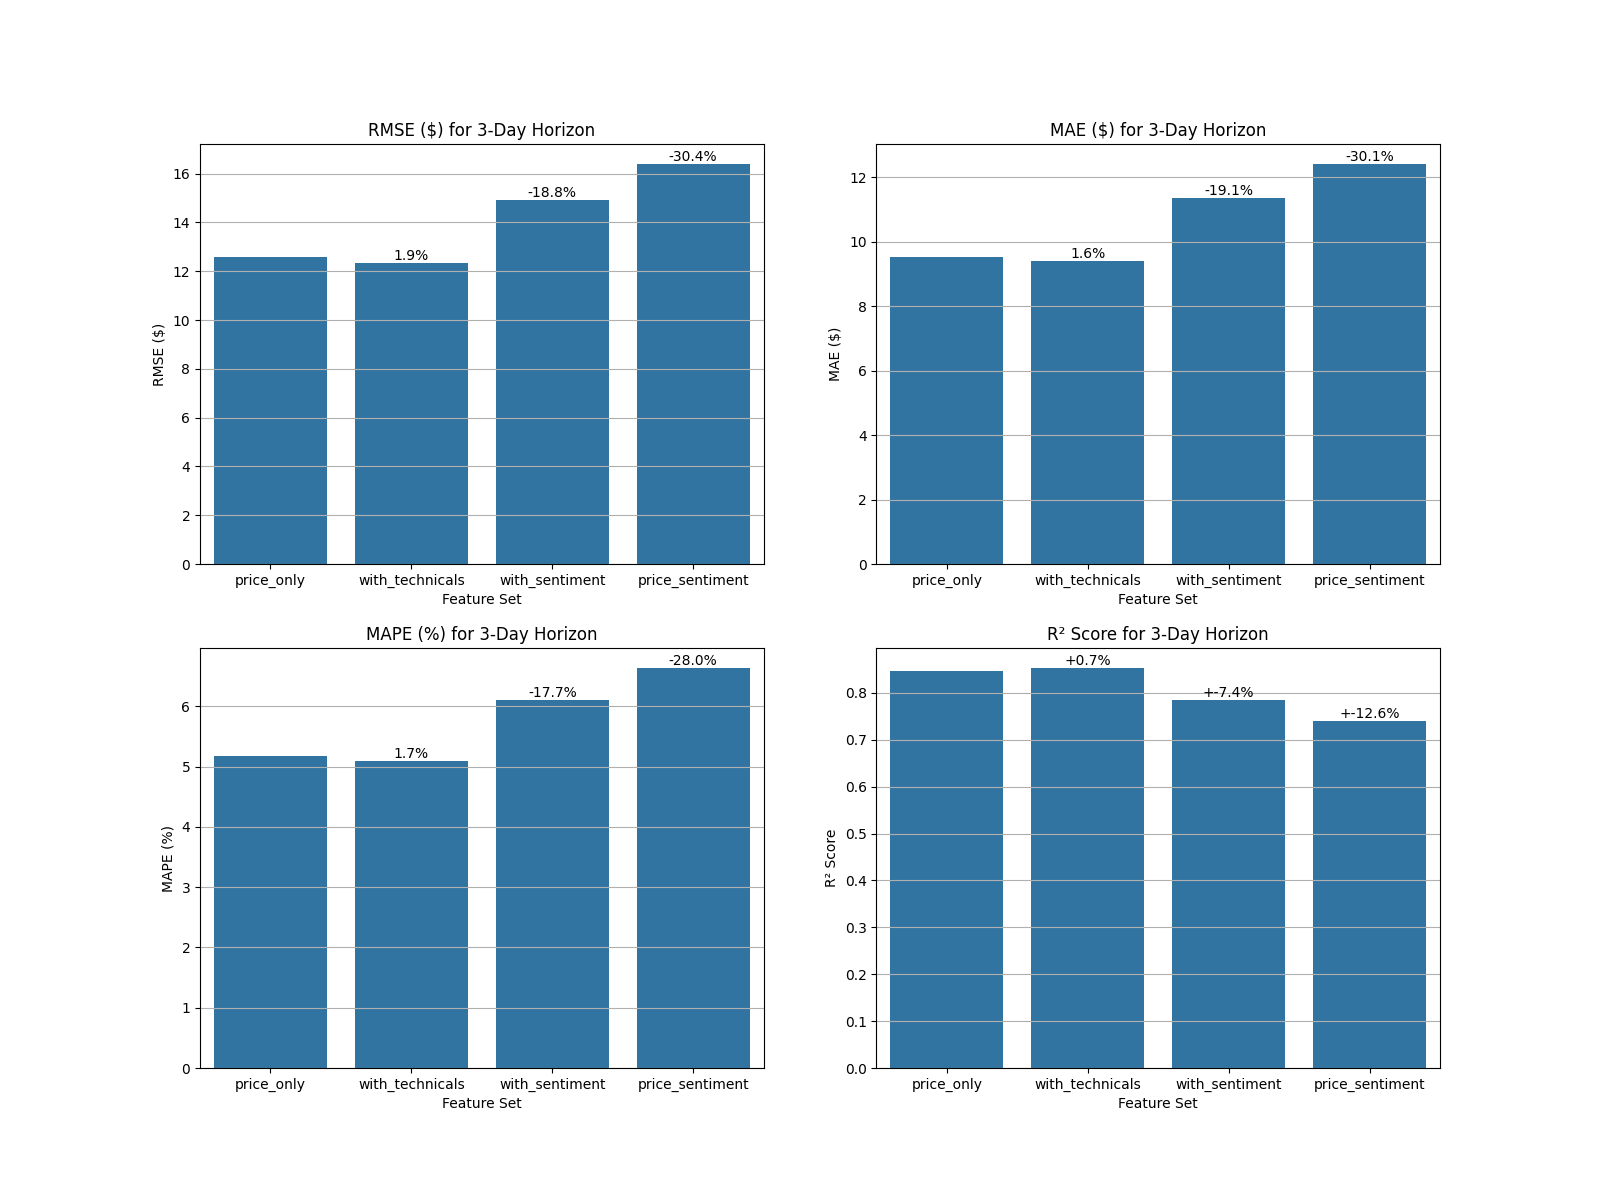 RMSE ($) for 3-Day Horizon
-30.4%
-18.8%
1.9%
16
14
12
10
8
6
4
2
0
RMSE ($)
price_only with_technicals with_sentiment price_sentiment
Feature Set
MAE ($) for 3-Day Horizon
-30.1%
-19.1%
1.6%
12
10
8
6
4
2
0
MAE ($)
price_only with_technicals with_sentiment price_sentiment
Feature Set
MAPE (%) for 3-Day Horizon
-28.0%
-17.7%
1.7%
6
5
4
3
2
1
0
MAPE (%)
price_only with_technicals with_sentiment price_sentiment
Feature Set
R² Score for 3-Day Horizon
+0.7%
+-7.4%
+-12.6%
0.8
0.7
0.6
0.5
0.4
0.3
0.2
0.1
0.0
R² Score
price_only with_technicals with_sentiment price_sentiment
Feature Set